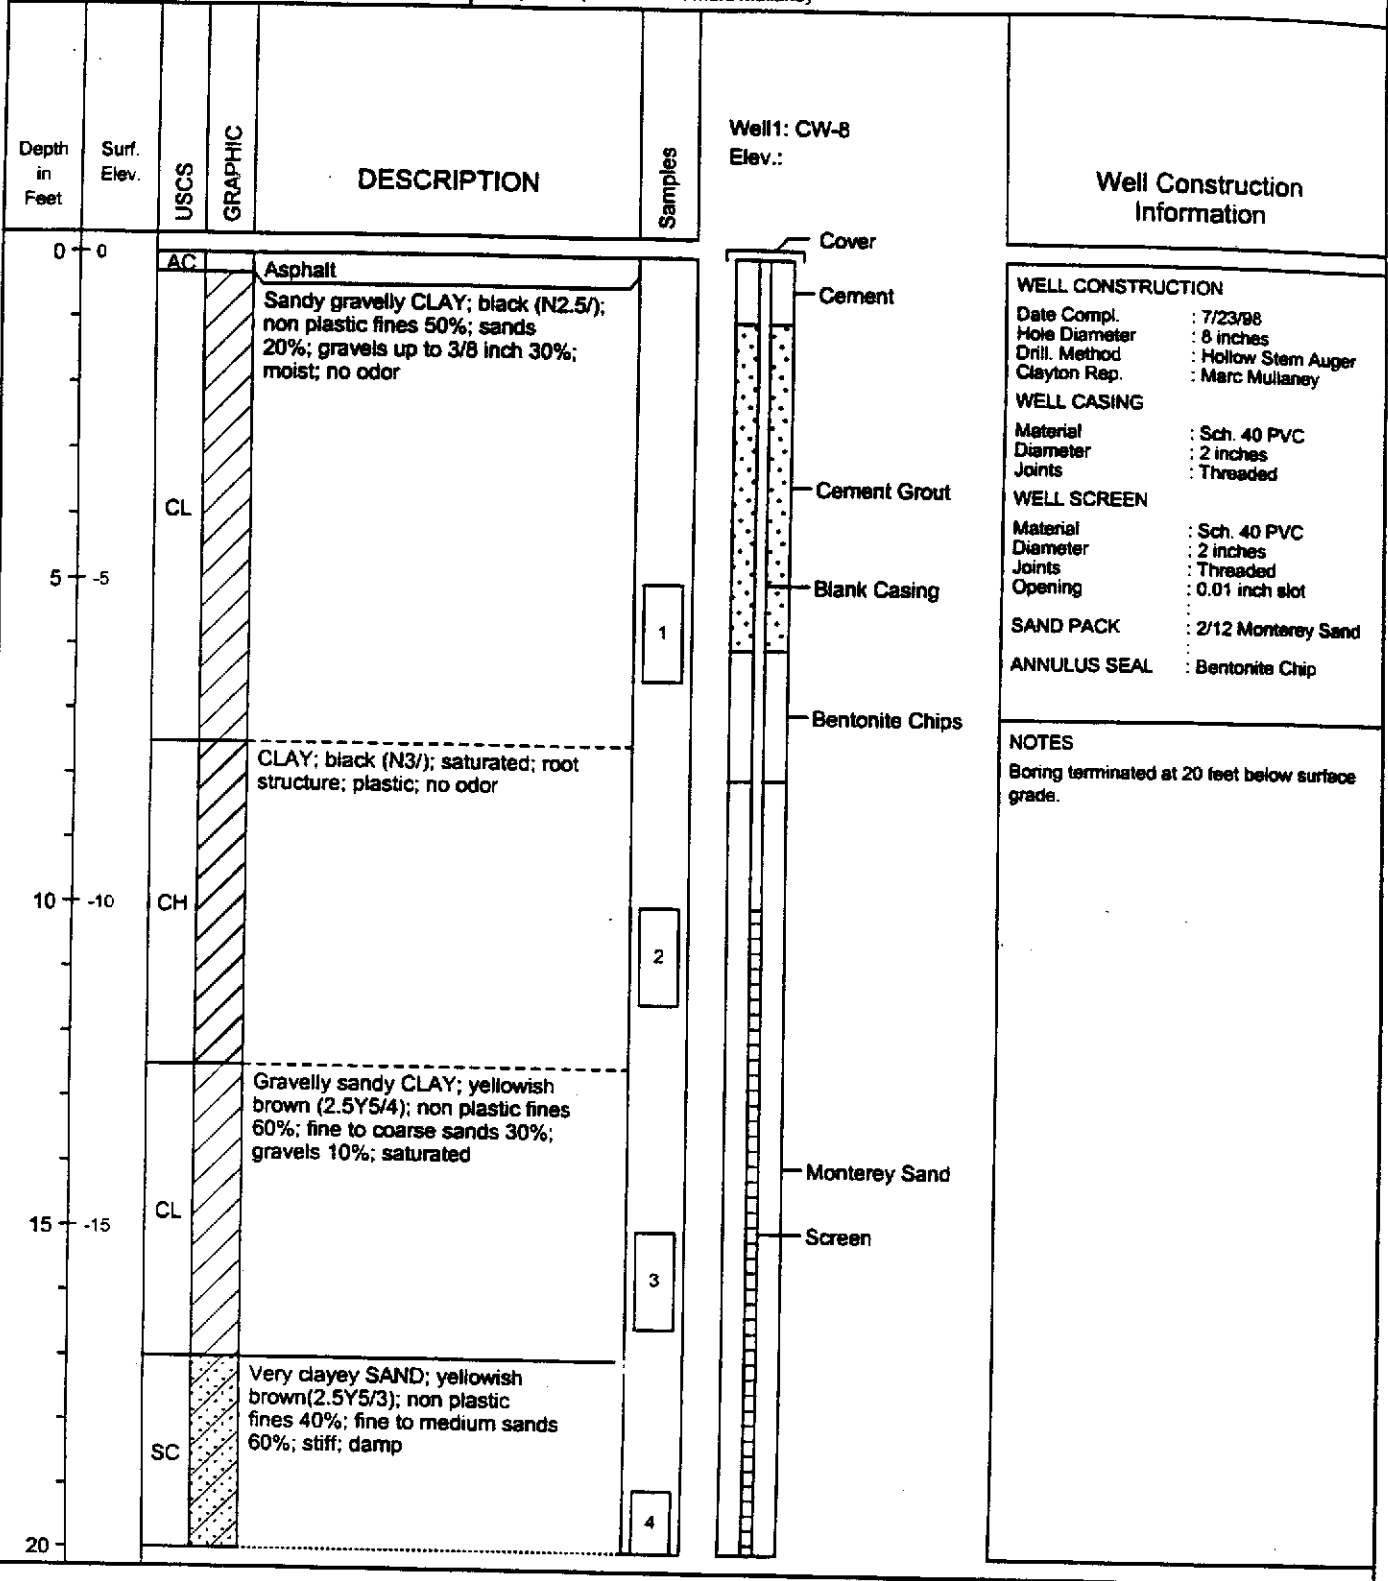 Depth
in
Feet
Surf.
Elev.
USCS
GRAPHIC
DESCRIPTION
Samples
Well1: CW-8
Elev.:
Well Construction
Information
0
0
5
-5
10
-10
15
-15
20
AC
CL
CH
CL
SC
Asphalt
Sandy gravelly CLAY; black (N2.5/);
non plastic fines 50%; sands
20%; gravels up to 3/8 inch 30%;
moist; no odor
CLAY; black (N3/); saturated; root
structure; plastic; no odor
Gravelly sandy CLAY; yellowish
brown (2.5Y5/4); non plastic fines
60%; fine to coarse sands 30%;
gravels 10%; saturated
Very clayey SAND; yellowish
brown(2.5Y5/3); non plastic
fines 40%; fine to medium sands
60%; stiff; damp
1
2
3
4
Cover
Cement
Cement Grout
Blank Casing
Bentonite Chips
Monterey Sand
Screen
WELL CONSTRUCTION
Date Compl. : 7/23/98
Hole Diameter : 8 inches
Drill. Method : Hollow Stem Auger
Clayton Rep. : Marc Mullaney
WELL CASING
Material : Sch. 40 PVC
Diameter : 2 inches
Joints : Threaded
WELL SCREEN
Material : Sch. 40 PVC
Diameter : 2 inches
Joints : Threaded
Opening : 0.01 inch slot
:
SAND PACK : 2/12 Monterey Sand
:
ANNULUS SEAL : Bentonite Chip
NOTES
Boring terminated at 20 feet below surface
grade.